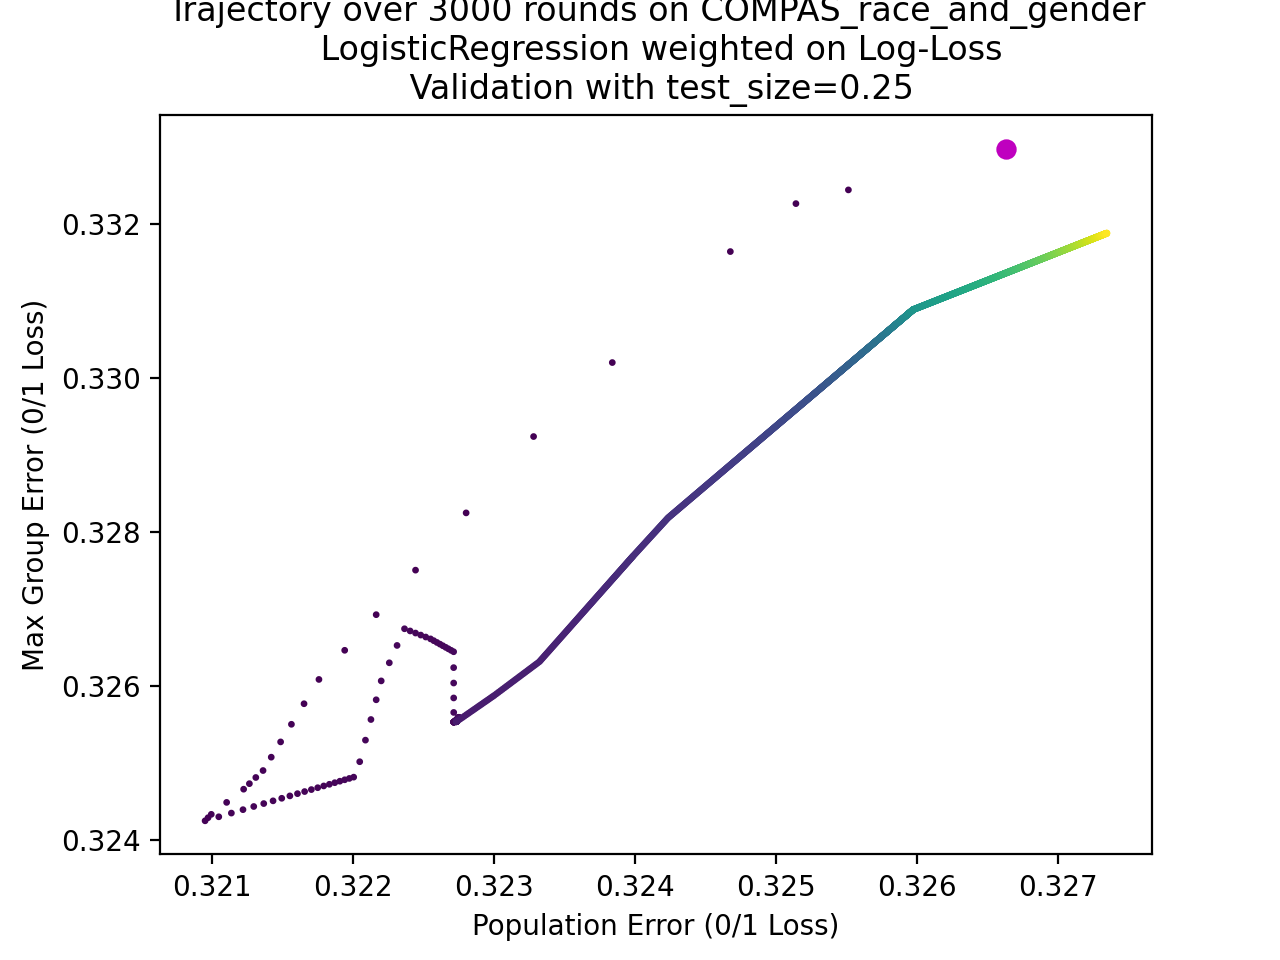 Trajectory over 3000 rounds on COMPAS_race_and_gender
LogisticRegression weighted on Log-Loss
Validation with test_size=0.25
Max Group Error (0/1 Loss)
0.332
0.330
0.328
0.326
0.324
0.321 0.322 0.323 0.324 0.325 0.326 0.327
Population Error (0/1 Loss)